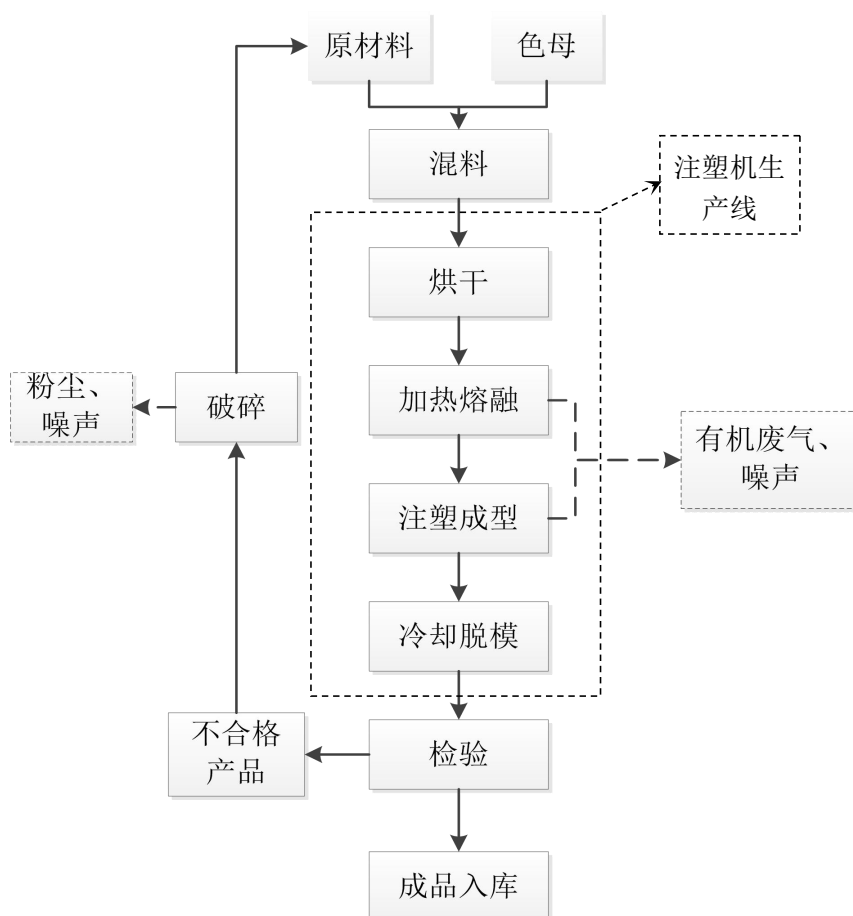 原材料
色母
混料
注塑机生
产线
烘干
粉尘、
噪声
破碎
加热熔融
有机废气、
噪声
注塑成型
冷却脱模
不合格
产品
检验
成品入库